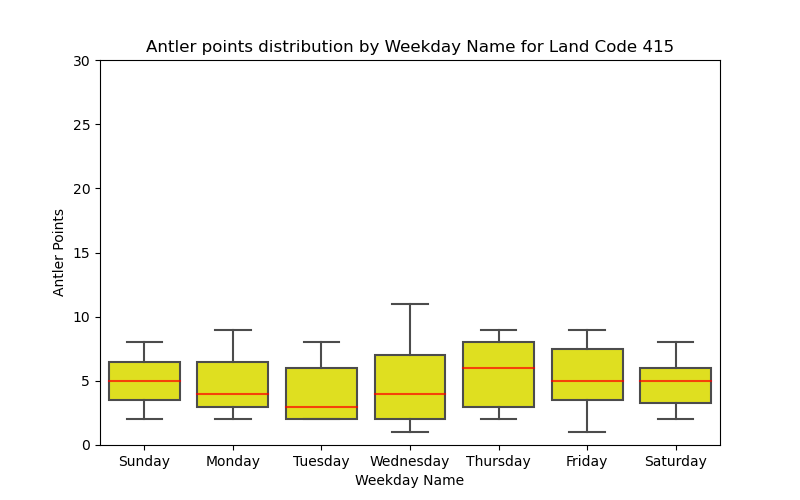 Antler points distribution by Weekday Name for Land Code 415
30
25
20
15
10
5
0
Antler Points
Sunday Monday Tuesday Wednesday Thursday Friday Saturday
Weekday Name